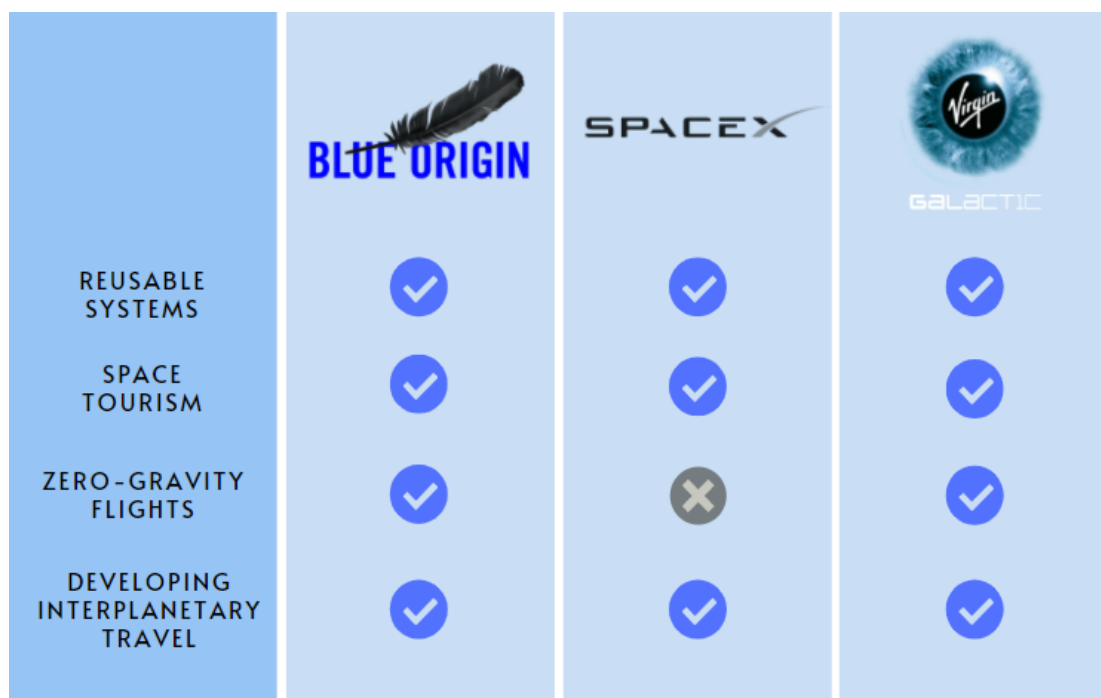 BLUE ORIGIN
SPACEX
Virgin
GALACTIC
REUSABLE
SYSTEMS
SPACE
TOURISM
ZERO-GRAVITY
FLIGHTS
DEVELOPING
INTERPLANETARY
TRAVEL